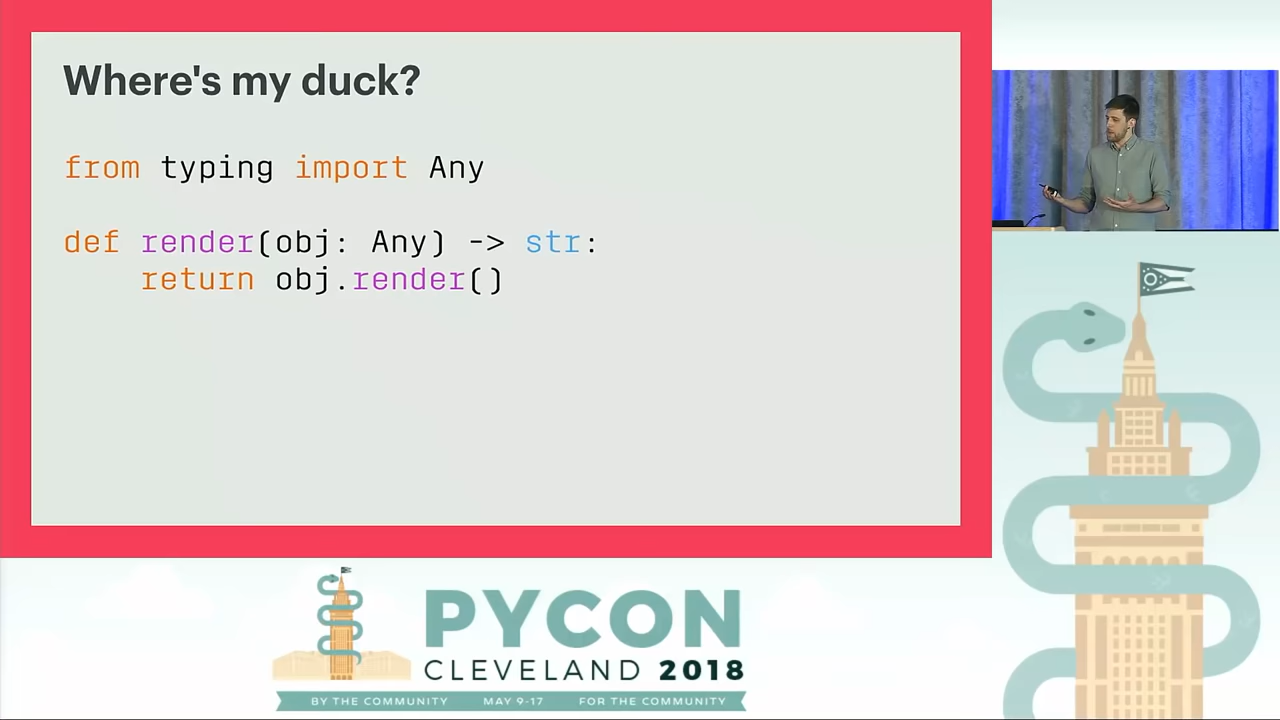 Where's my duck?
from typing import Any
def render(obj: Any) -> str:
    return obj.render()
PYCON
CLEVELAND 2018
BY THE COMMUNITY MAY 9-17 FOR THE COMMUNITY